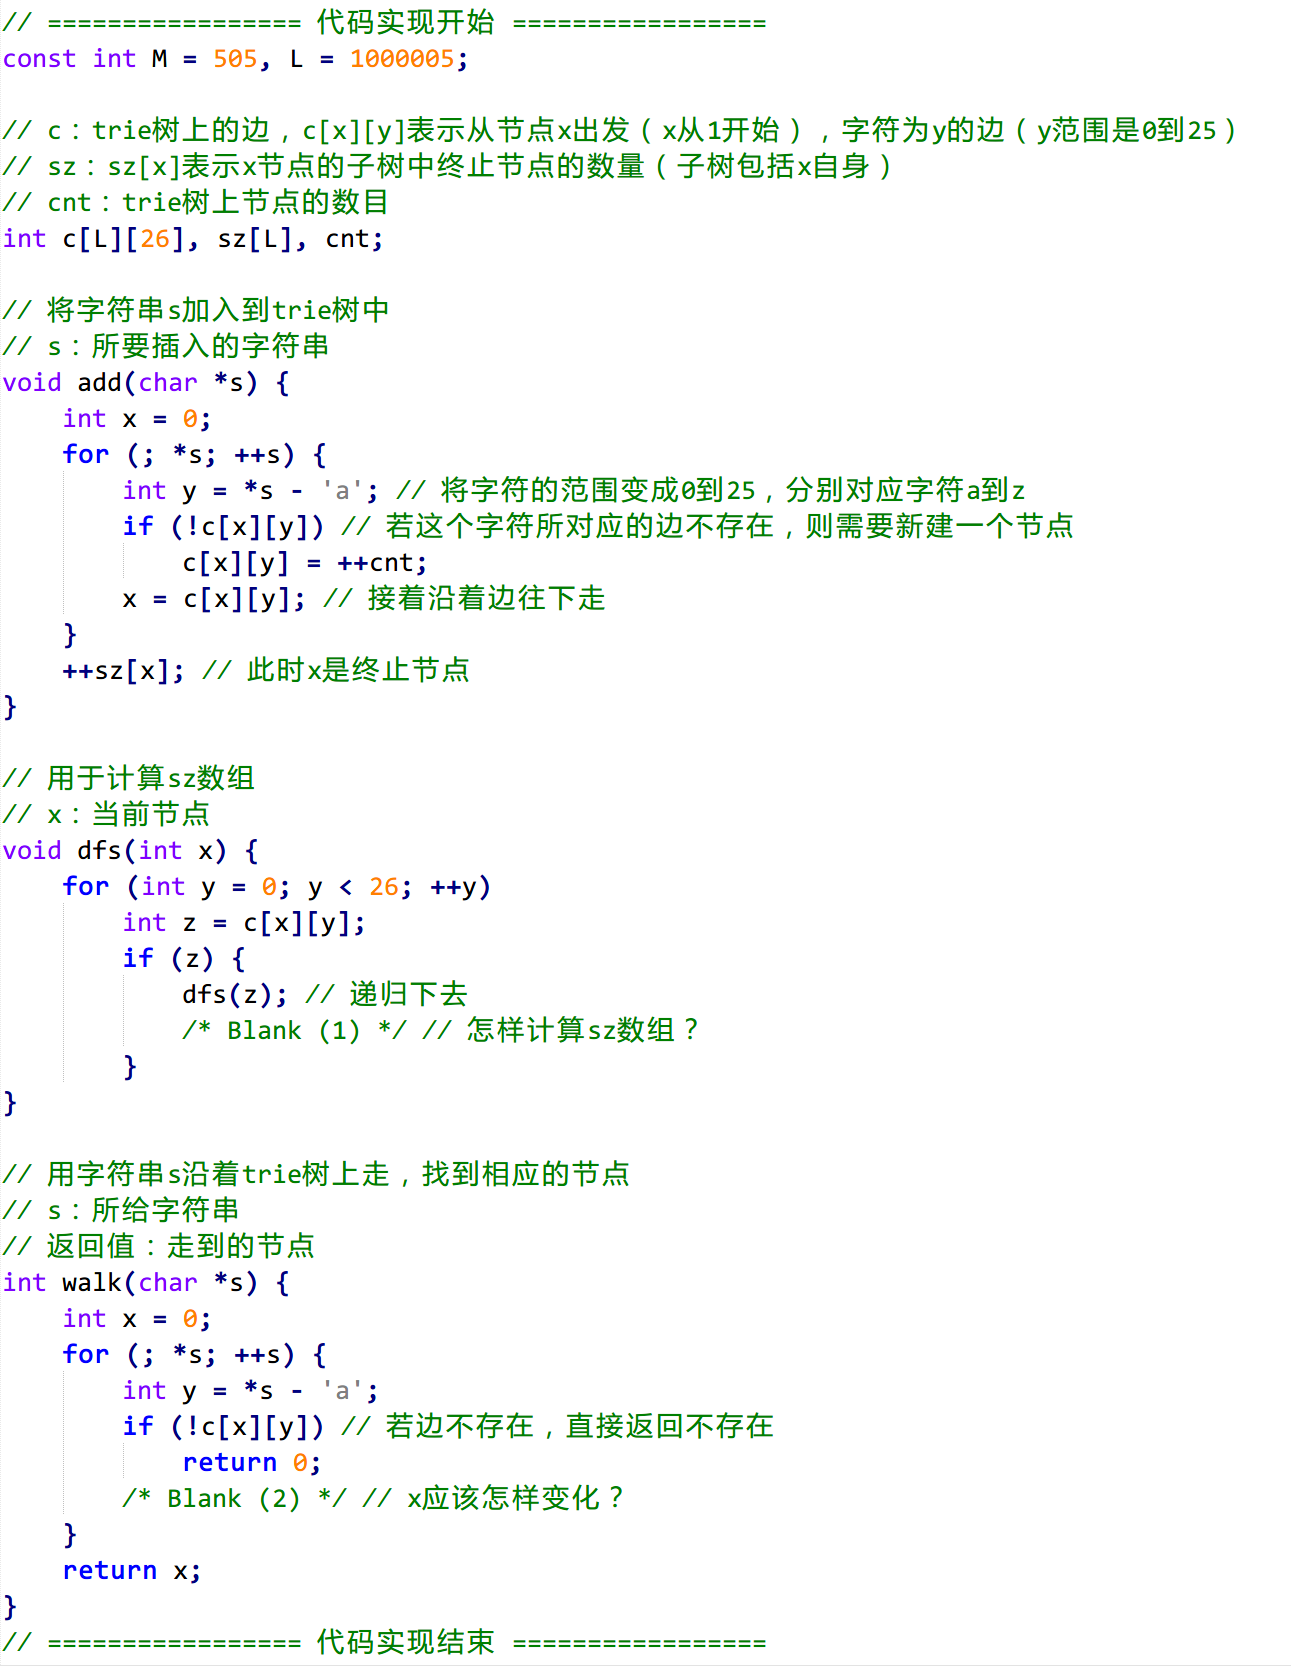 // ================= 代码实现开始 =================
const int M = 505, L = 1000005;
// c：trie树上的边，c[x][y]表示从节点x出发（x从1开始），字符为y的边（y范围是0到25）
// sz：sz[x]表示x节点的子树中终止节点的数量（子树包括x自身）
// cnt：trie树上节点的数目
int c[L][26], sz[L], cnt;
// 将字符串s加入到trie树中
// s：所要插入的字符串
void add(char *s) {
    int x = 0;
    for (; *s; ++s) {
        int y = *s - 'a'; // 将字符的范围变成0到25，分别对应字符a到z
        if (!c[x][y]) // 若这个字符所对应的边不存在，则需要新建一个节点
            c[x][y] = ++cnt;
        x = c[x][y]; // 接着沿着边往下走
    }
    ++sz[x]; // 此时x是终止节点
}
// 用于计算sz数组
// x：当前节点
void dfs(int x) {
    for (int y = 0; y < 26; ++y)
        int z = c[x][y];
        if (z) {
            dfs(z); // 递归下去
            /* Blank (1) */ // 怎样计算sz数组？
        }
}
// 用字符串s沿着trie树上走，找到相应的节点
// s：所给字符串
// 返回值：走到的节点
int walk(char *s) {
    int x = 0;
    for (; *s; ++s) {
        int y = *s - 'a';
        if (!c[x][y]) // 若边不存在，直接返回不存在
            return 0;
        /* Blank (2) */ // x应该怎样变化？
    }
    return x;
}
// ================= 代码实现结束 =================